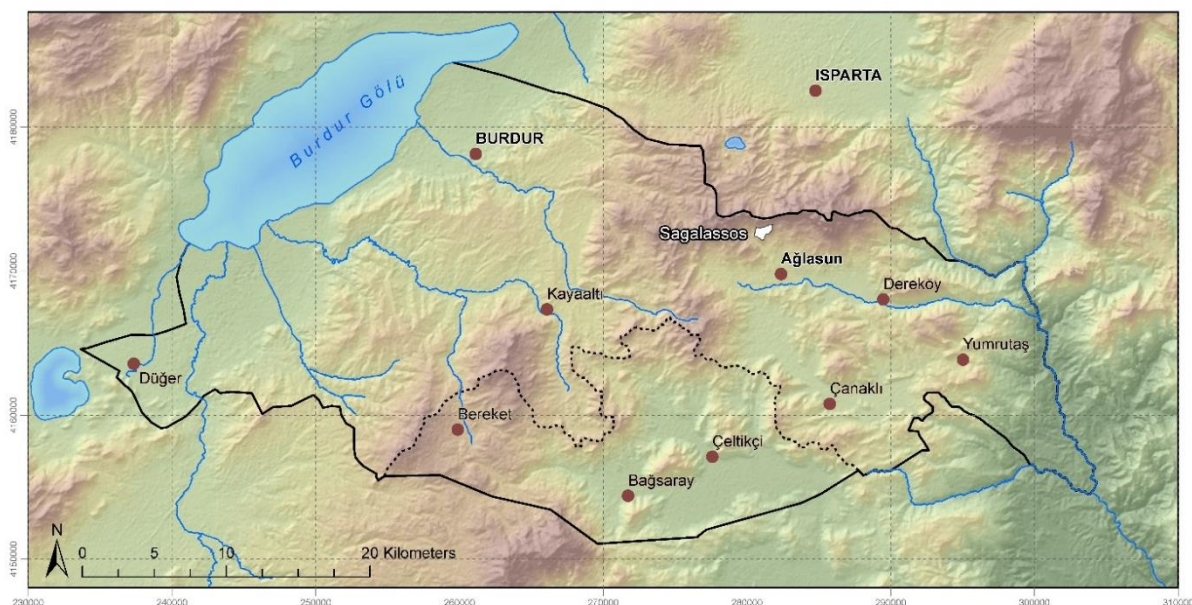 ISPARTA
Burdur Gölü
BURDUR
Sagalassos
Ağlasun
Dereköy
Kayaaltı
Yumrutaş
Düğer
Çanaklı
Bereket
Çeltikçi
Bağsaray
N
0 5 10 20 Kilometers
4180000
4170000
4160000
4150000
230000 240000 250000 260000 270000 280000 290000 300000 310000